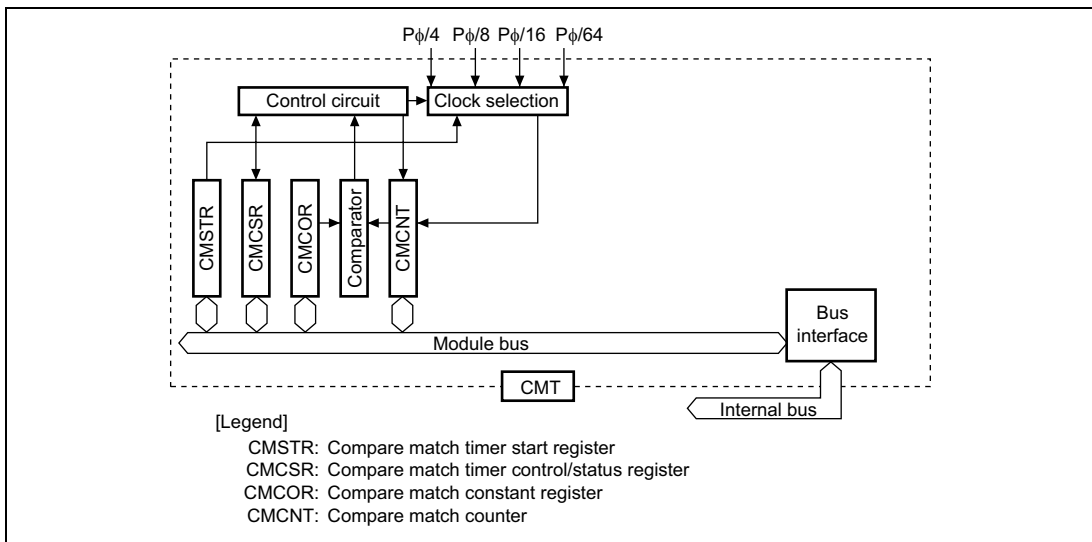 Pϕ/4 Pϕ/8 Pϕ/16 Pϕ/64
Control circuit
Clock selection
CMSTR
CMCSR
CMCOR
Comparator
CMCNT
Bus
interface
Module bus
CMT
Internal bus
[Legend]
CMSTR: Compare match timer start register
CMCSR: Compare match timer control/status register
CMCOR: Compare match constant register
CMCNT: Compare match counter